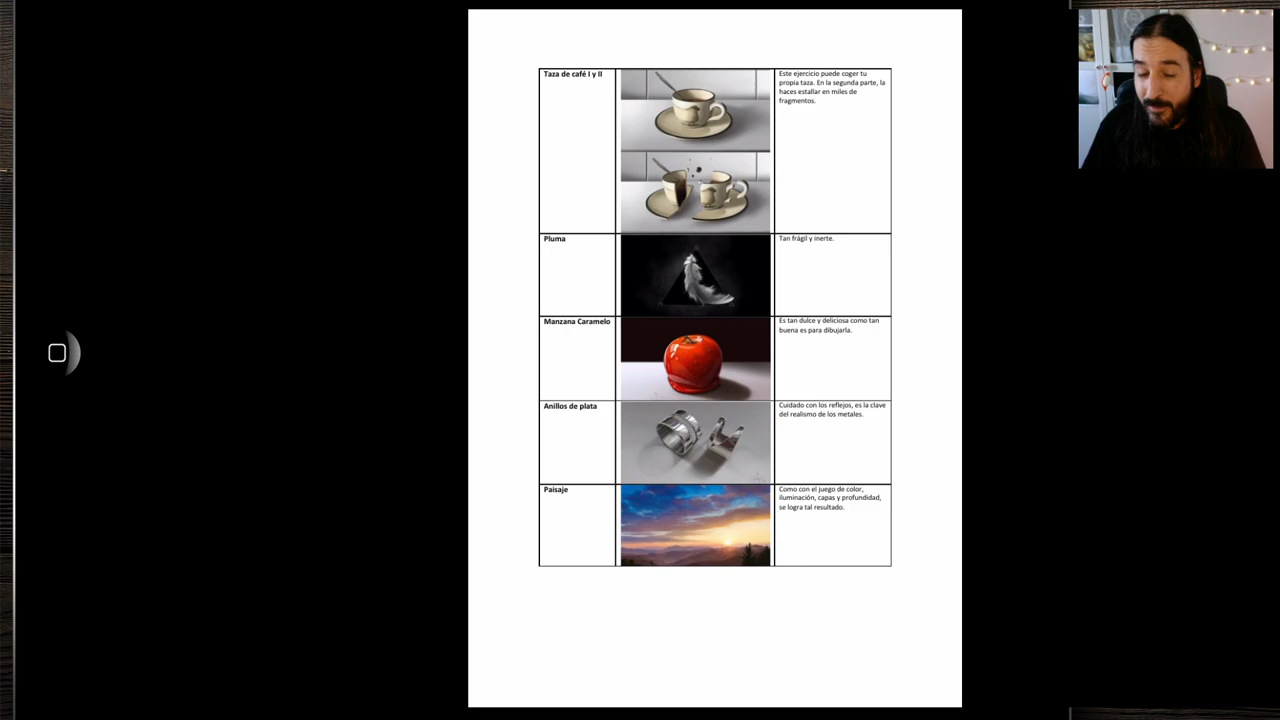 Taza de café I y II
Este ejercicio puede coger tu
propia taza. En la segunda parte, la
haces estallar en miles de
fragmentos.
Pluma
Tan frágil y inerte.
Manzana Caramelo
Es tan dulce y deliciosa como tan
buena es para dibujarla.
Anillos de plata
Cuidado con los reflejos, es la clave
del realismo de los metales.
Paisaje
Como con el juego de color,
iluminación, capas y profundidad,
se logra tal resultado.